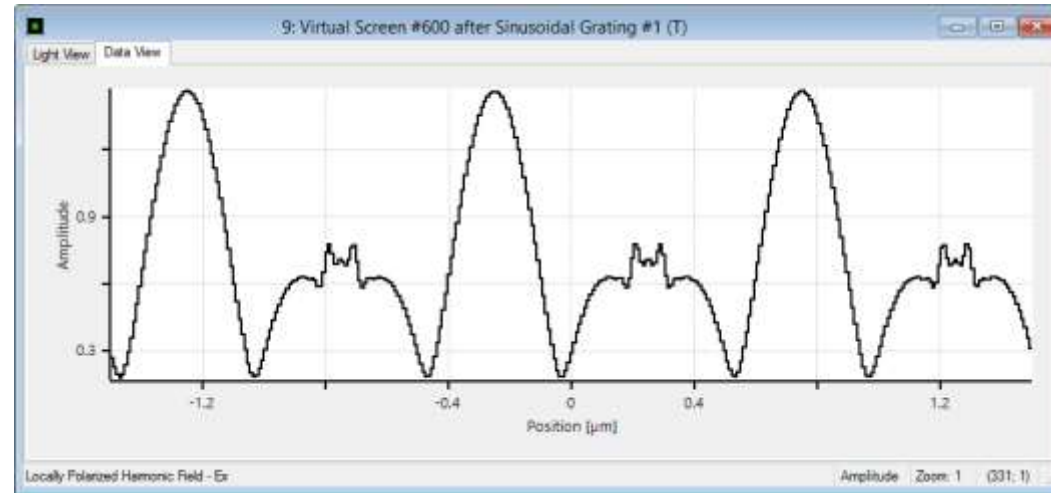 9: Virtual Screen #600 after Sinusoidal Grating #1 (T)
Light View Data View
Amplitude
0.9
0.3
-1.2 -0.4 0 0.4 1.2
Position [µm]
Locally Polarized Harmonic Field - Ex Amplitude Zoom: 1 (331; 1)